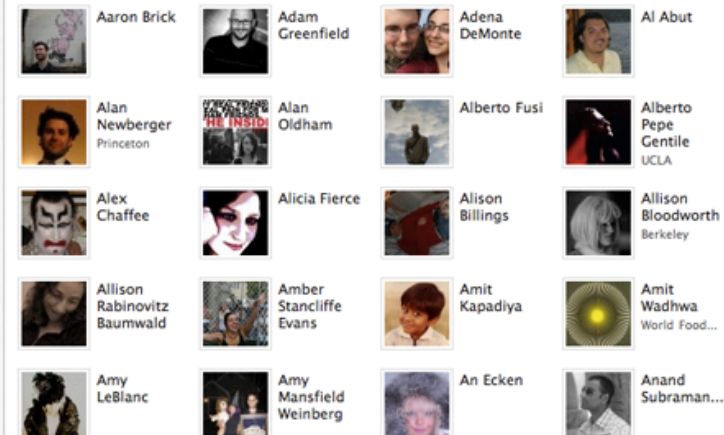 Aaron Brick
Adam
Greenfield
Adena
DeMonte
Al Abut
Alan
Newberger
Princeton
Alan
Oldham
Alberto Fusi
Alberto
Pepe
Gentile
UCLA
Alex
Chaffee
Alicia Fierce
Alison
Billings
Allison
Bloodworth
Berkeley
Allison
Rabinovitz
Baumwald
Amber
Stancliffe
Evans
Amit
Kapadiya
Amit
Wadhwa
World Food...
Amy
LeBlanc
Amy
Mansfield
Weinberg
An Ecken
Anand
Subraman...